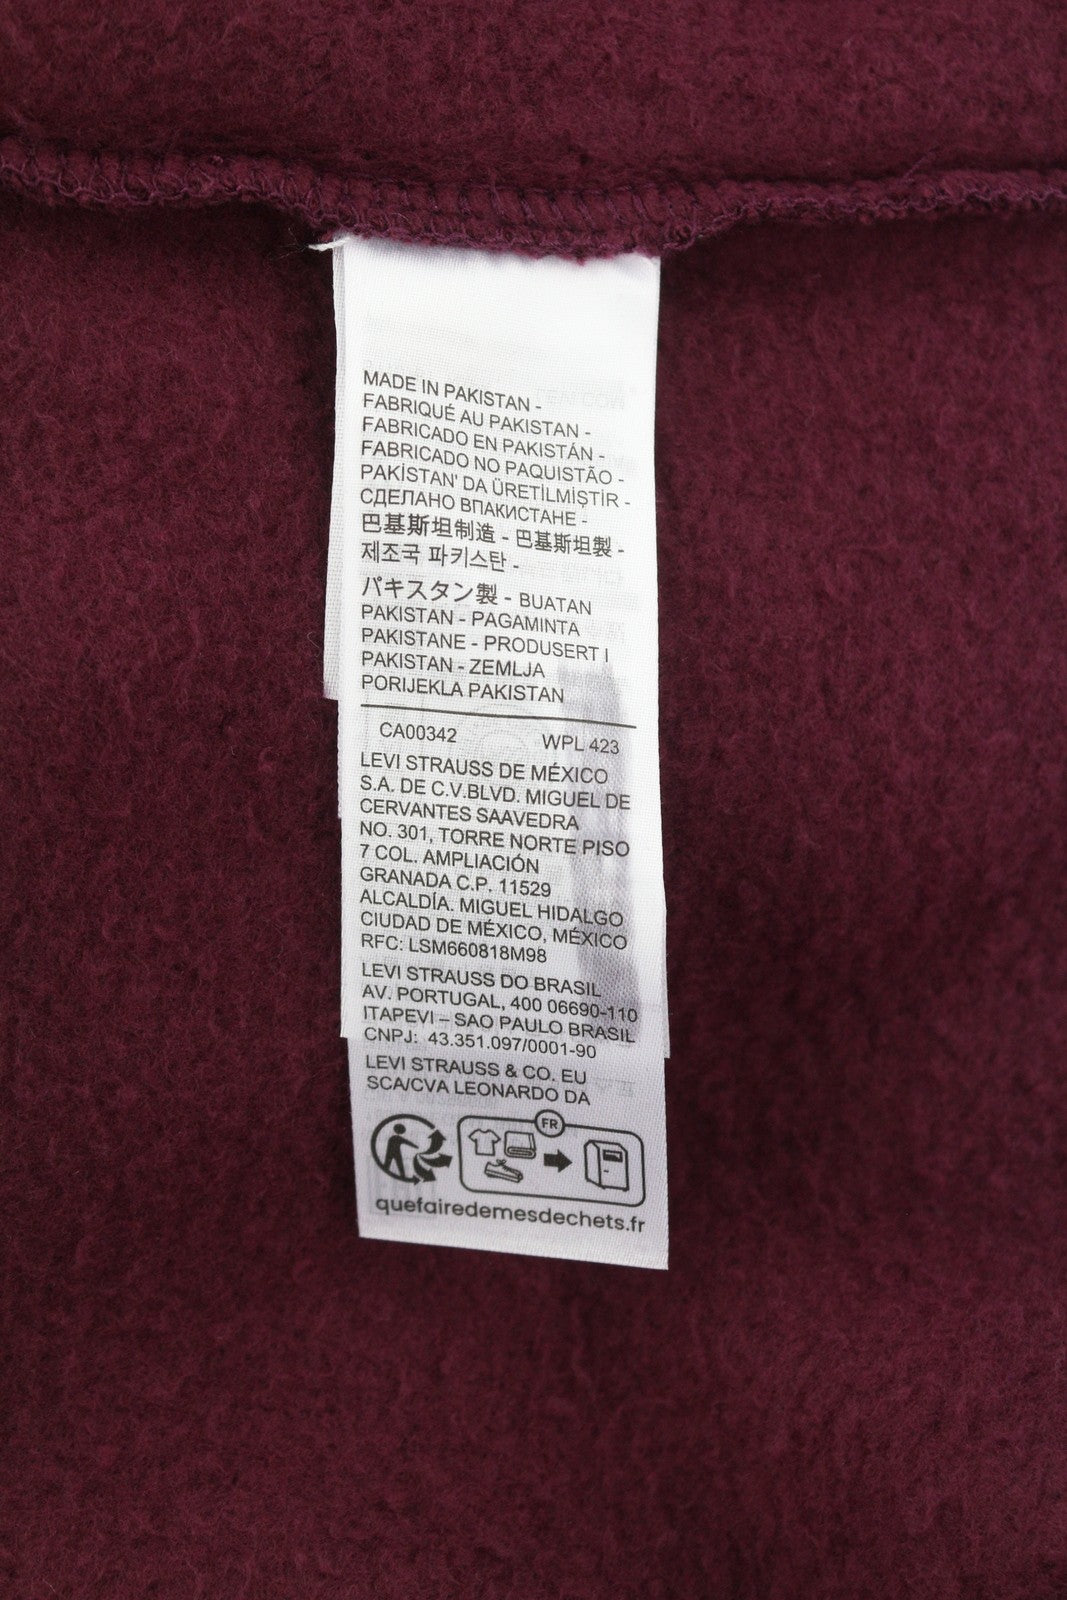 MADE IN PAKISTAN -
FABRIQUÉ AU PAKISTAN -
FABRICADO EN PAKISTÁN -
FABRICADO NO PAQUISTÃO -
PAKİSTAN' DA ÜRETİLMİŞTİR -
СДЕЛАНО ВПАКИСТАНЕ -
巴基斯坦制造 - 巴基斯坦製 -
제조국 파키스탄 -
パキスタン製 - BUATAN
PAKISTAN - PAGAMINTA
PAKISTANE - PRODUSERT I
PAKISTAN - ZEMLJA
PORIJEKLA PAKISTAN
CA00342 WPL 423
LEVI STRAUSS DE MÉXICO
S.A. DE C.V.BLVD. MIGUEL DE
CERVANTES SAAVEDRA
NO. 301, TORRE NORTE PISO
7 COL. AMPLIACIÓN
GRANADA C.P. 11529
ALCALDÍA. MIGUEL HIDALGO
CIUDAD DE MÉXICO, MÉXICO
RFC: LSM660818M98
LEVI STRAUSS DO BRASIL
AV. PORTUGAL, 400 06690-110
ITAPEVI – SAO PAULO BRASIL
CNPJ: 43.351.097/0001-90
LEVI STRAUSS & CO. EU
SCA/CVA LEONARDO DA
FR
quefairedemesdechets.fr